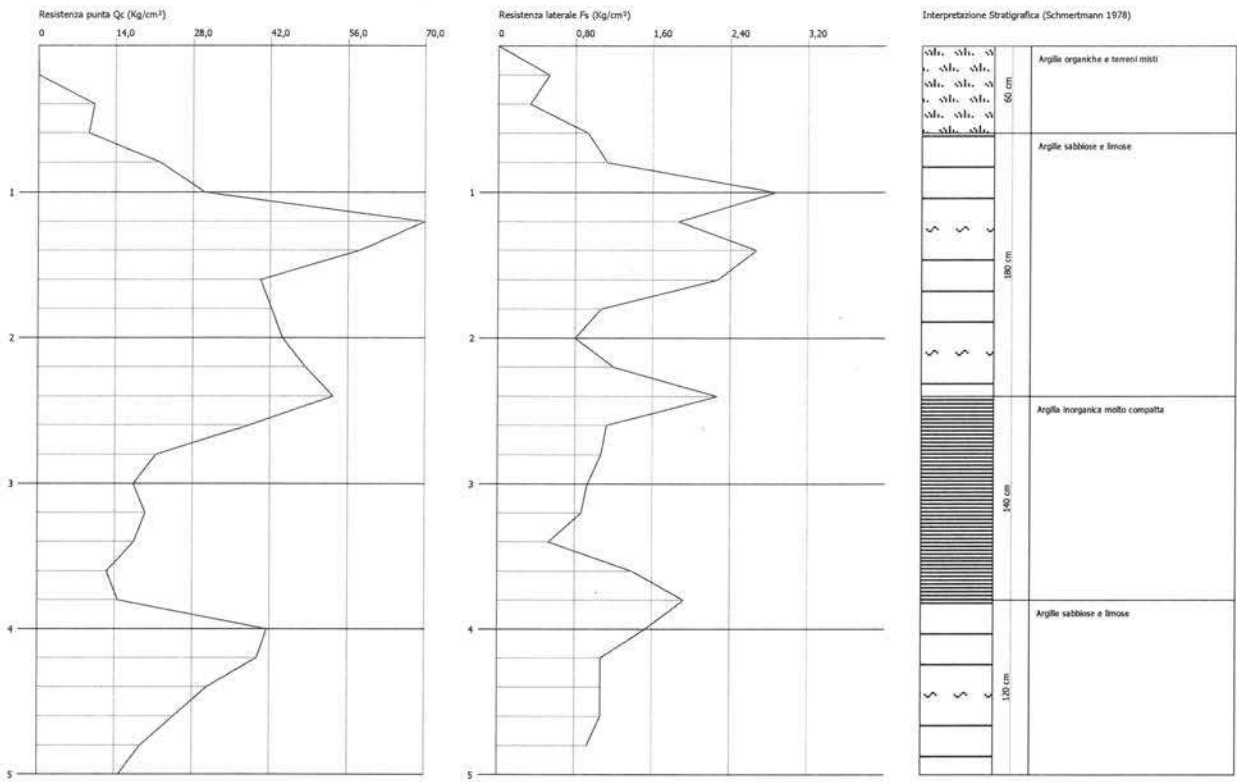 Resistenza punta Qc (Kg/cm²)
0 14,0 28,0 42,0 56,0 70,0
1
2
3
4
5
Resistenza laterale Fs (Kg/cm²)
0 0,80 1,60 2,40 3,20
1
2
3
4
5
Interpretazione Stratigrafica (Schmertmann 1978)
60 cm
Argille organiche e terreni misti
180 cm
Argille sabbiose e limose
140 cm
Argilla inorganica molto compatta
120 cm
Argille sabbiose e limose